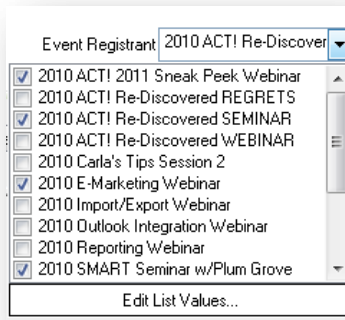 Event Registrant 2010 ACT! Re-Discover
2010 ACT! 2011 Sneak Peek Webinar
2010 ACT! Re-Discovered REGRETS
2010 ACT! Re-Discovered SEMINAR
2010 ACT! Re-Discovered WEBINAR
2010 Carla's Tips Session 2
2010 E-Marketing Webinar
2010 Import/Export Webinar
2010 Outlook Integration Webinar
2010 Reporting Webinar
2010 SMART Seminar w/Plum Grove
Edit List Values...